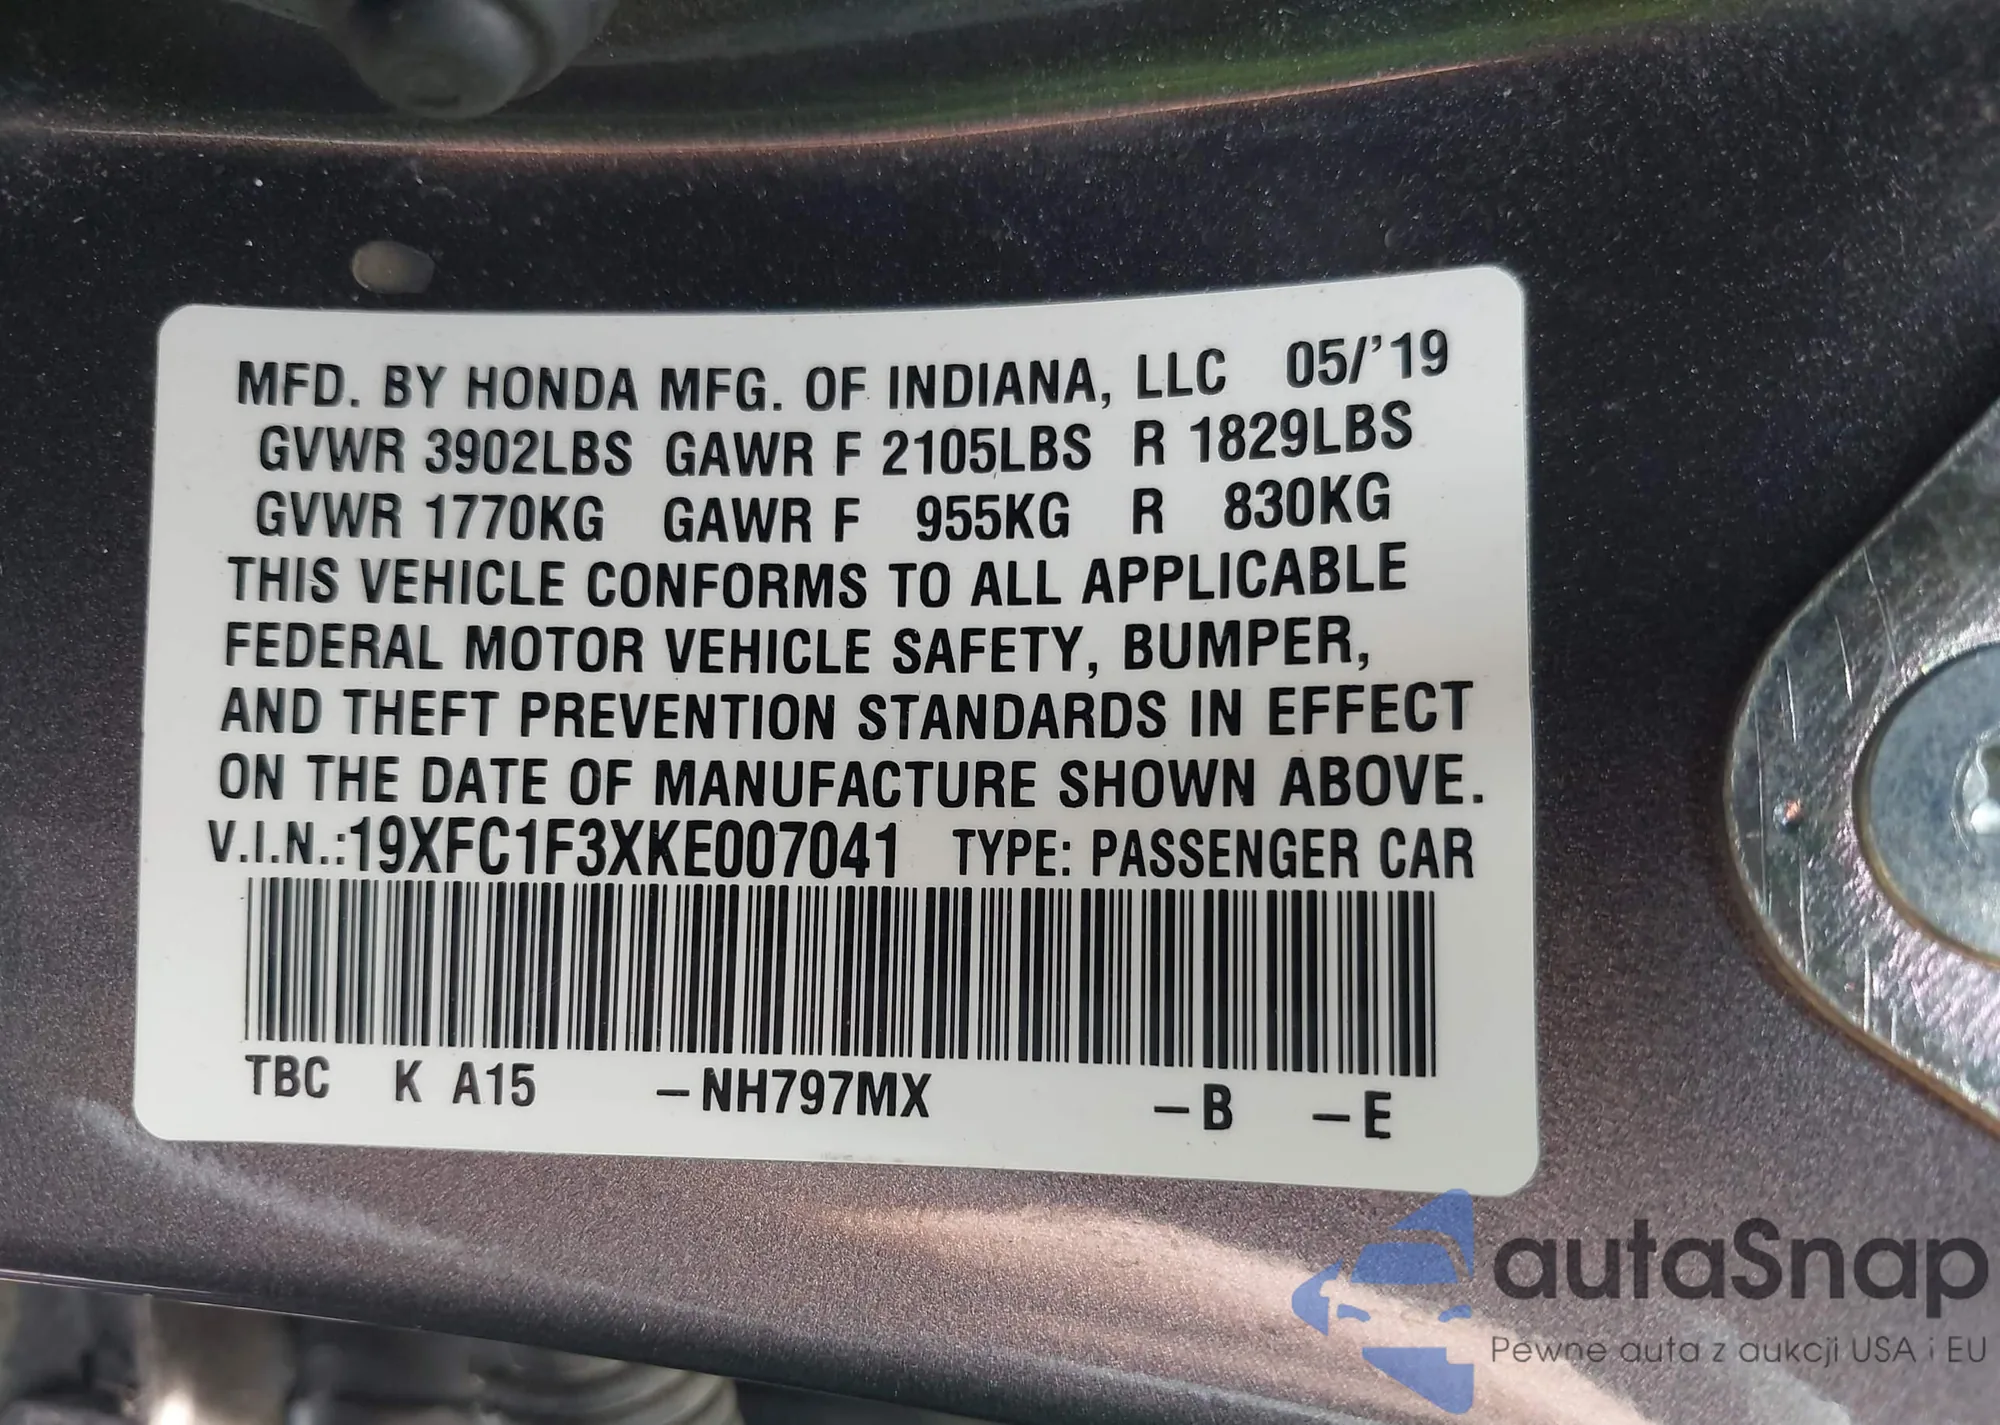 MFD. BY HONDA MFG. OF INDIANA, LLC 05/'19
GVWR 3902LBS GAWR F 2105LBS R 1829LBS
GVWR 1770KG GAWR F 955KG R 830KG
THIS VEHICLE CONFORMS TO ALL APPLICABLE
FEDERAL MOTOR VEHICLE SAFETY, BUMPER,
AND THEFT PREVENTION STANDARDS IN EFFECT
ON THE DATE OF MANUFACTURE SHOWN ABOVE.
V.I.N.:19XFC1F3XKE007041 TYPE: PASSENGER CAR
TBC K A15 –NH797MX –B –E
autaSnap
Pewne auta z aukcji USA i EU